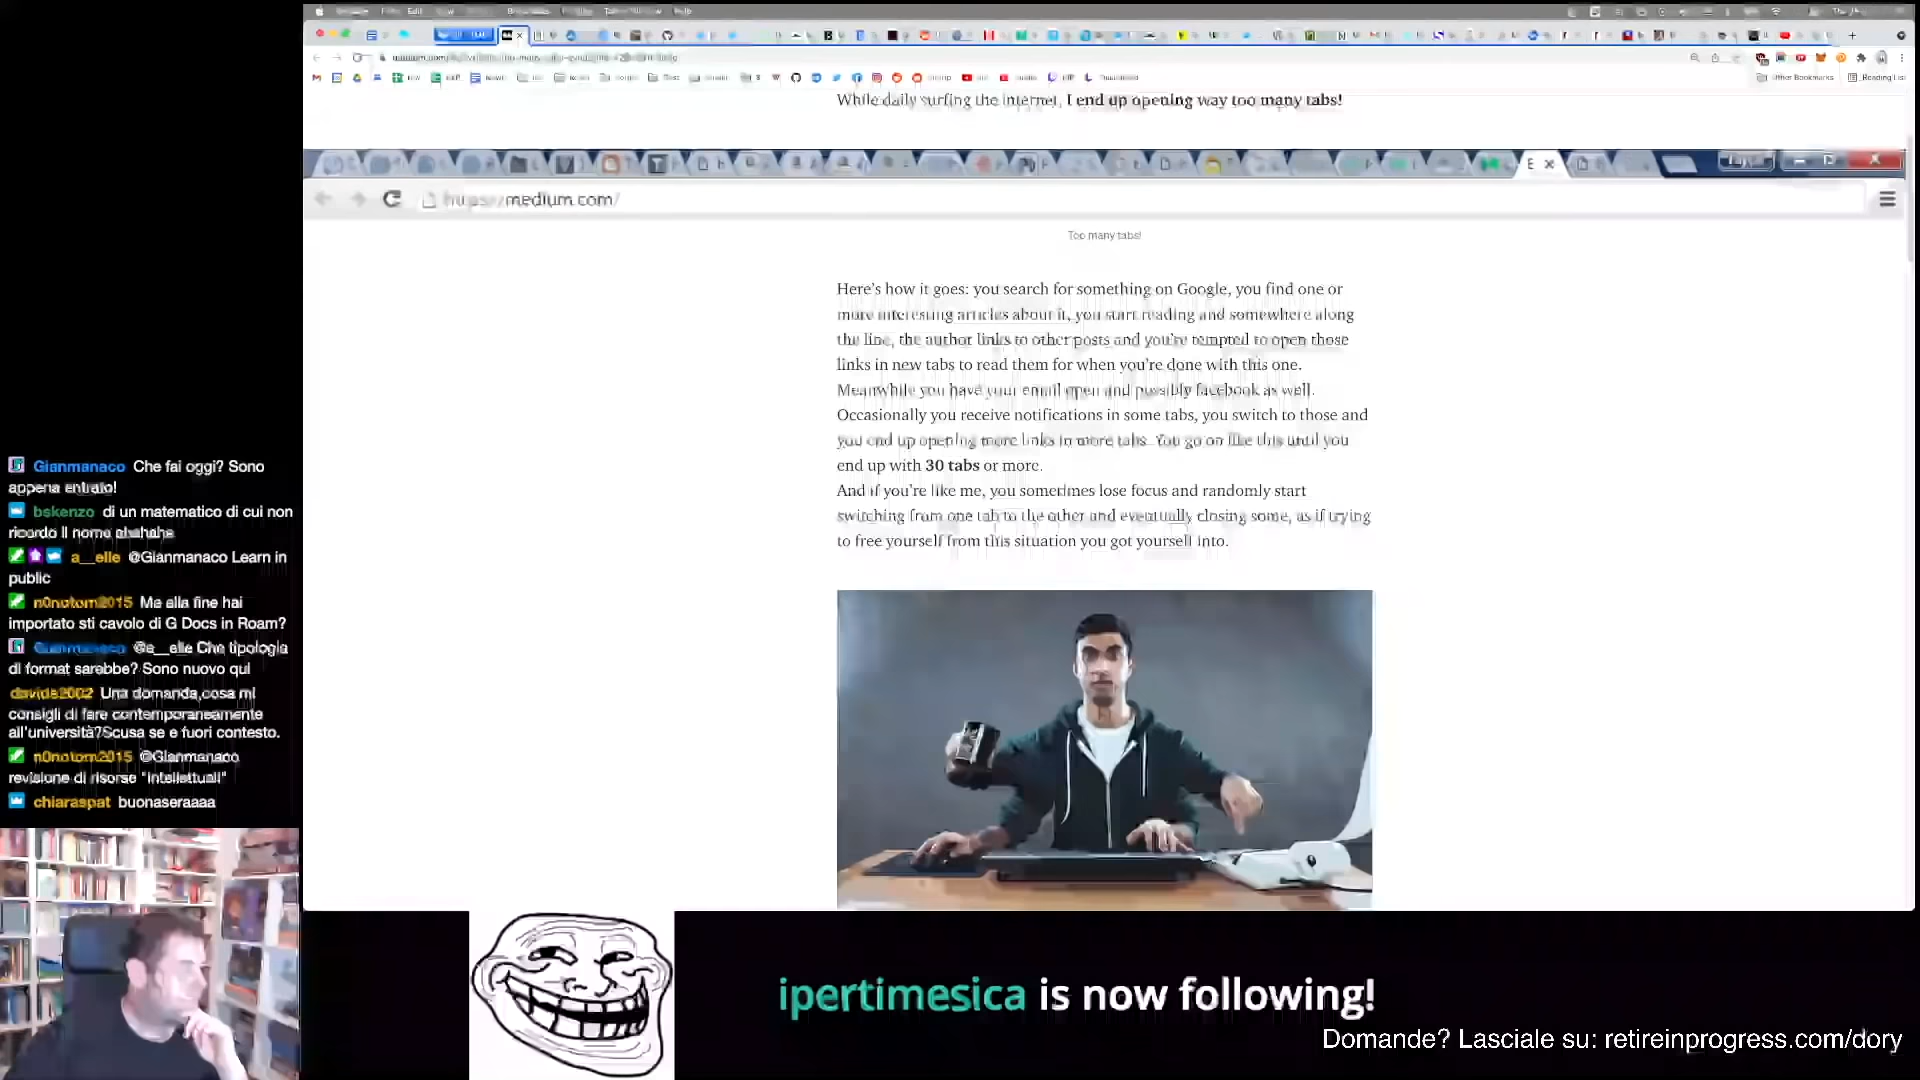 Edit
Other Bookmarks
Reading List
While daily surfing the internet, I end up opening way too many tabs!
https://medium.com/
Too many tabs!
Here's how it goes: you search for something on Google, you find one or
more interesting articles about it, you start reading and somewhere along
the line, the author links to other posts and you're tempted to open those
links in new tabs to read them for when you're done with this one.
Meanwhile you have your email open and possibly facebook as well.
Occasionally you receive notifications in some tabs, you switch to those and
you end up opening more links in more tabs. You go on like this until you
end up with 30 tabs or more.
And if you're like me, you sometimes lose focus and randomly start
switching from one tab to the other and eventually closing some, as if trying
to free yourself from this situation you got yourself into.
Gianmanaco Che fai oggi? Sono
appena entrato!
bskenzo di un matematico di cui non
ricordo il nome ahahaha
a__elle @Gianmanaco Learn in
public
n0notom2015 Ma alla fine hai
importato sti cavolo di G Docs in Roam?
Gianmanaco @a__elle Che tipologia
di format sarebbe? Sono nuovo qui
davide2002 Una domanda,cosa mi
consigli di fare contemporaneamente
all'università?Scusa se e fuori contesto.
n0notom2015 @Gianmanaco
revisione di risorse "intellettuali"
chiaraspat buonaseraaaa
ipertimesica is now following!
Domande? Lasciale su: retireinprogress.com/dory